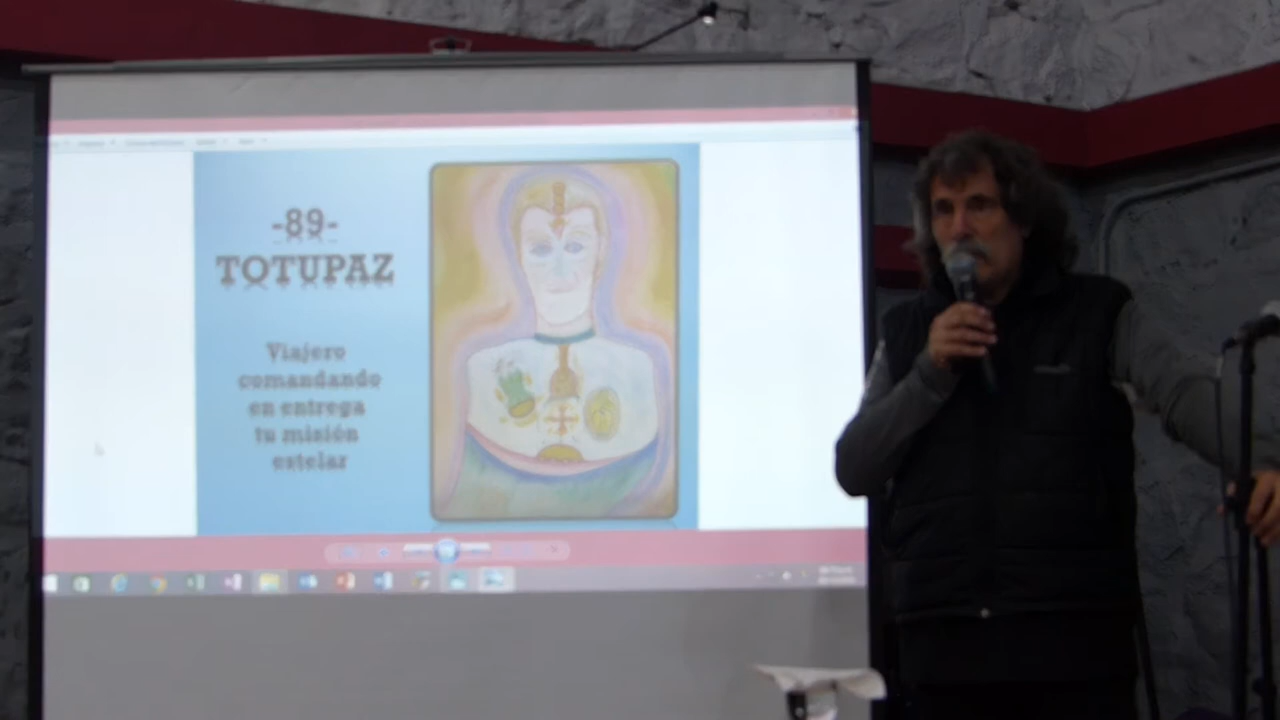 -89-
TOTUPAZ
Viajero
comandando
en entrega
tu misión
estelar